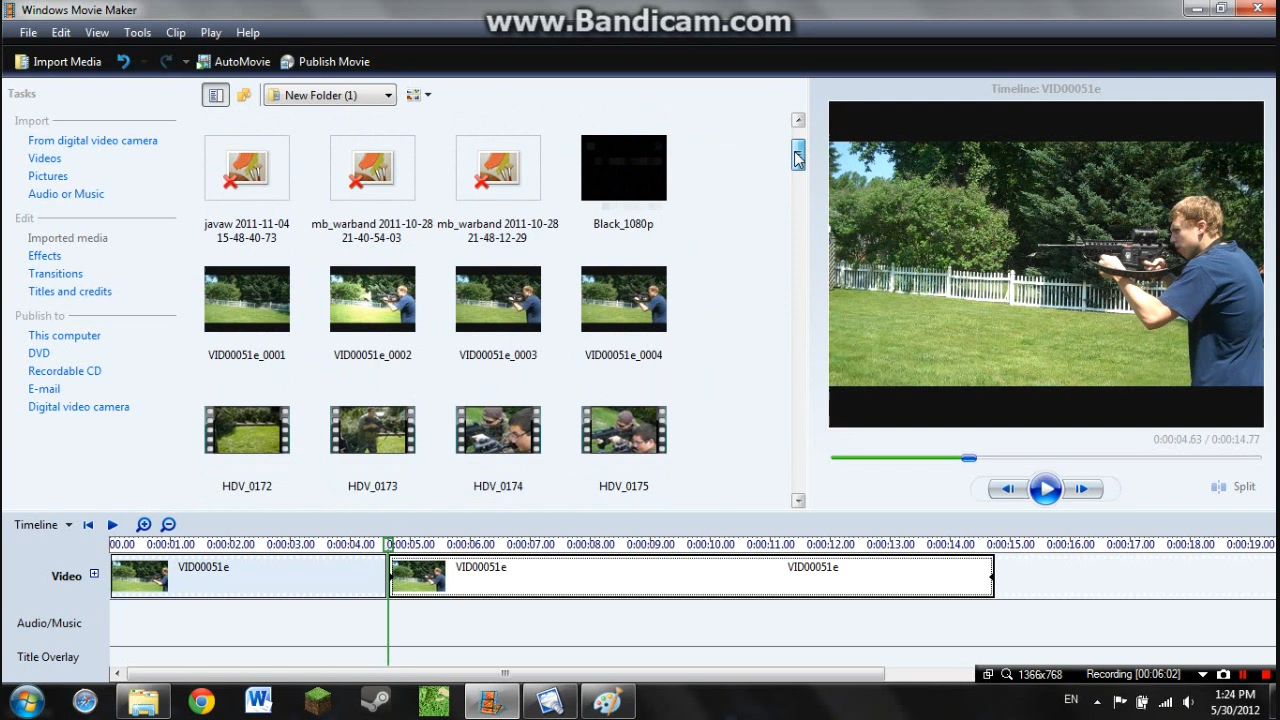 Windows Movie Maker
www.Bandicam.com
File Edit View Tools Clip Play Help
Import Media AutoMovie Publish Movie
Tasks
New Folder (1)
Timeline: VID00051e
Import
From digital video camera
Videos
Pictures
Audio or Music
Edit
Imported media
Effects
Transitions
Titles and credits
Publish to
This computer
DVD
Recordable CD
E-mail
Digital video camera
javaw 2011-11-04
15-48-40-73
mb_warband 2011-10-28
21-40-54-03
mb_warband 2011-10-28
21-48-12-29
Black_1080p
VID00051e_0001 VID00051e_0002 VID00051e_0003 VID00051e_0004
HDV_0172 HDV_0173 HDV_0174 HDV_0175
0:00:04.63 / 0:00:14.77
Split
Timeline
00.00 0:00:01.00 0:00:02.00 0:00:03.00 0:00:04.00 0:00:05.00 0:00:06.00 0:00:07.00 0:00:08.00 0:00:09.00 0:00:10.00 0:00:11.00 0:00:12.00 0:00:13.00 0:00:14.00 0:00:15.00 0:00:16.00 0:00:17.00 0:00:18.00 0:00:19.00
Video VID00051e VID00051e VID00051e
Audio/Music
Title Overlay
1366x768 Recording [00:06:02]
EN
1:24 PM
5/30/2012